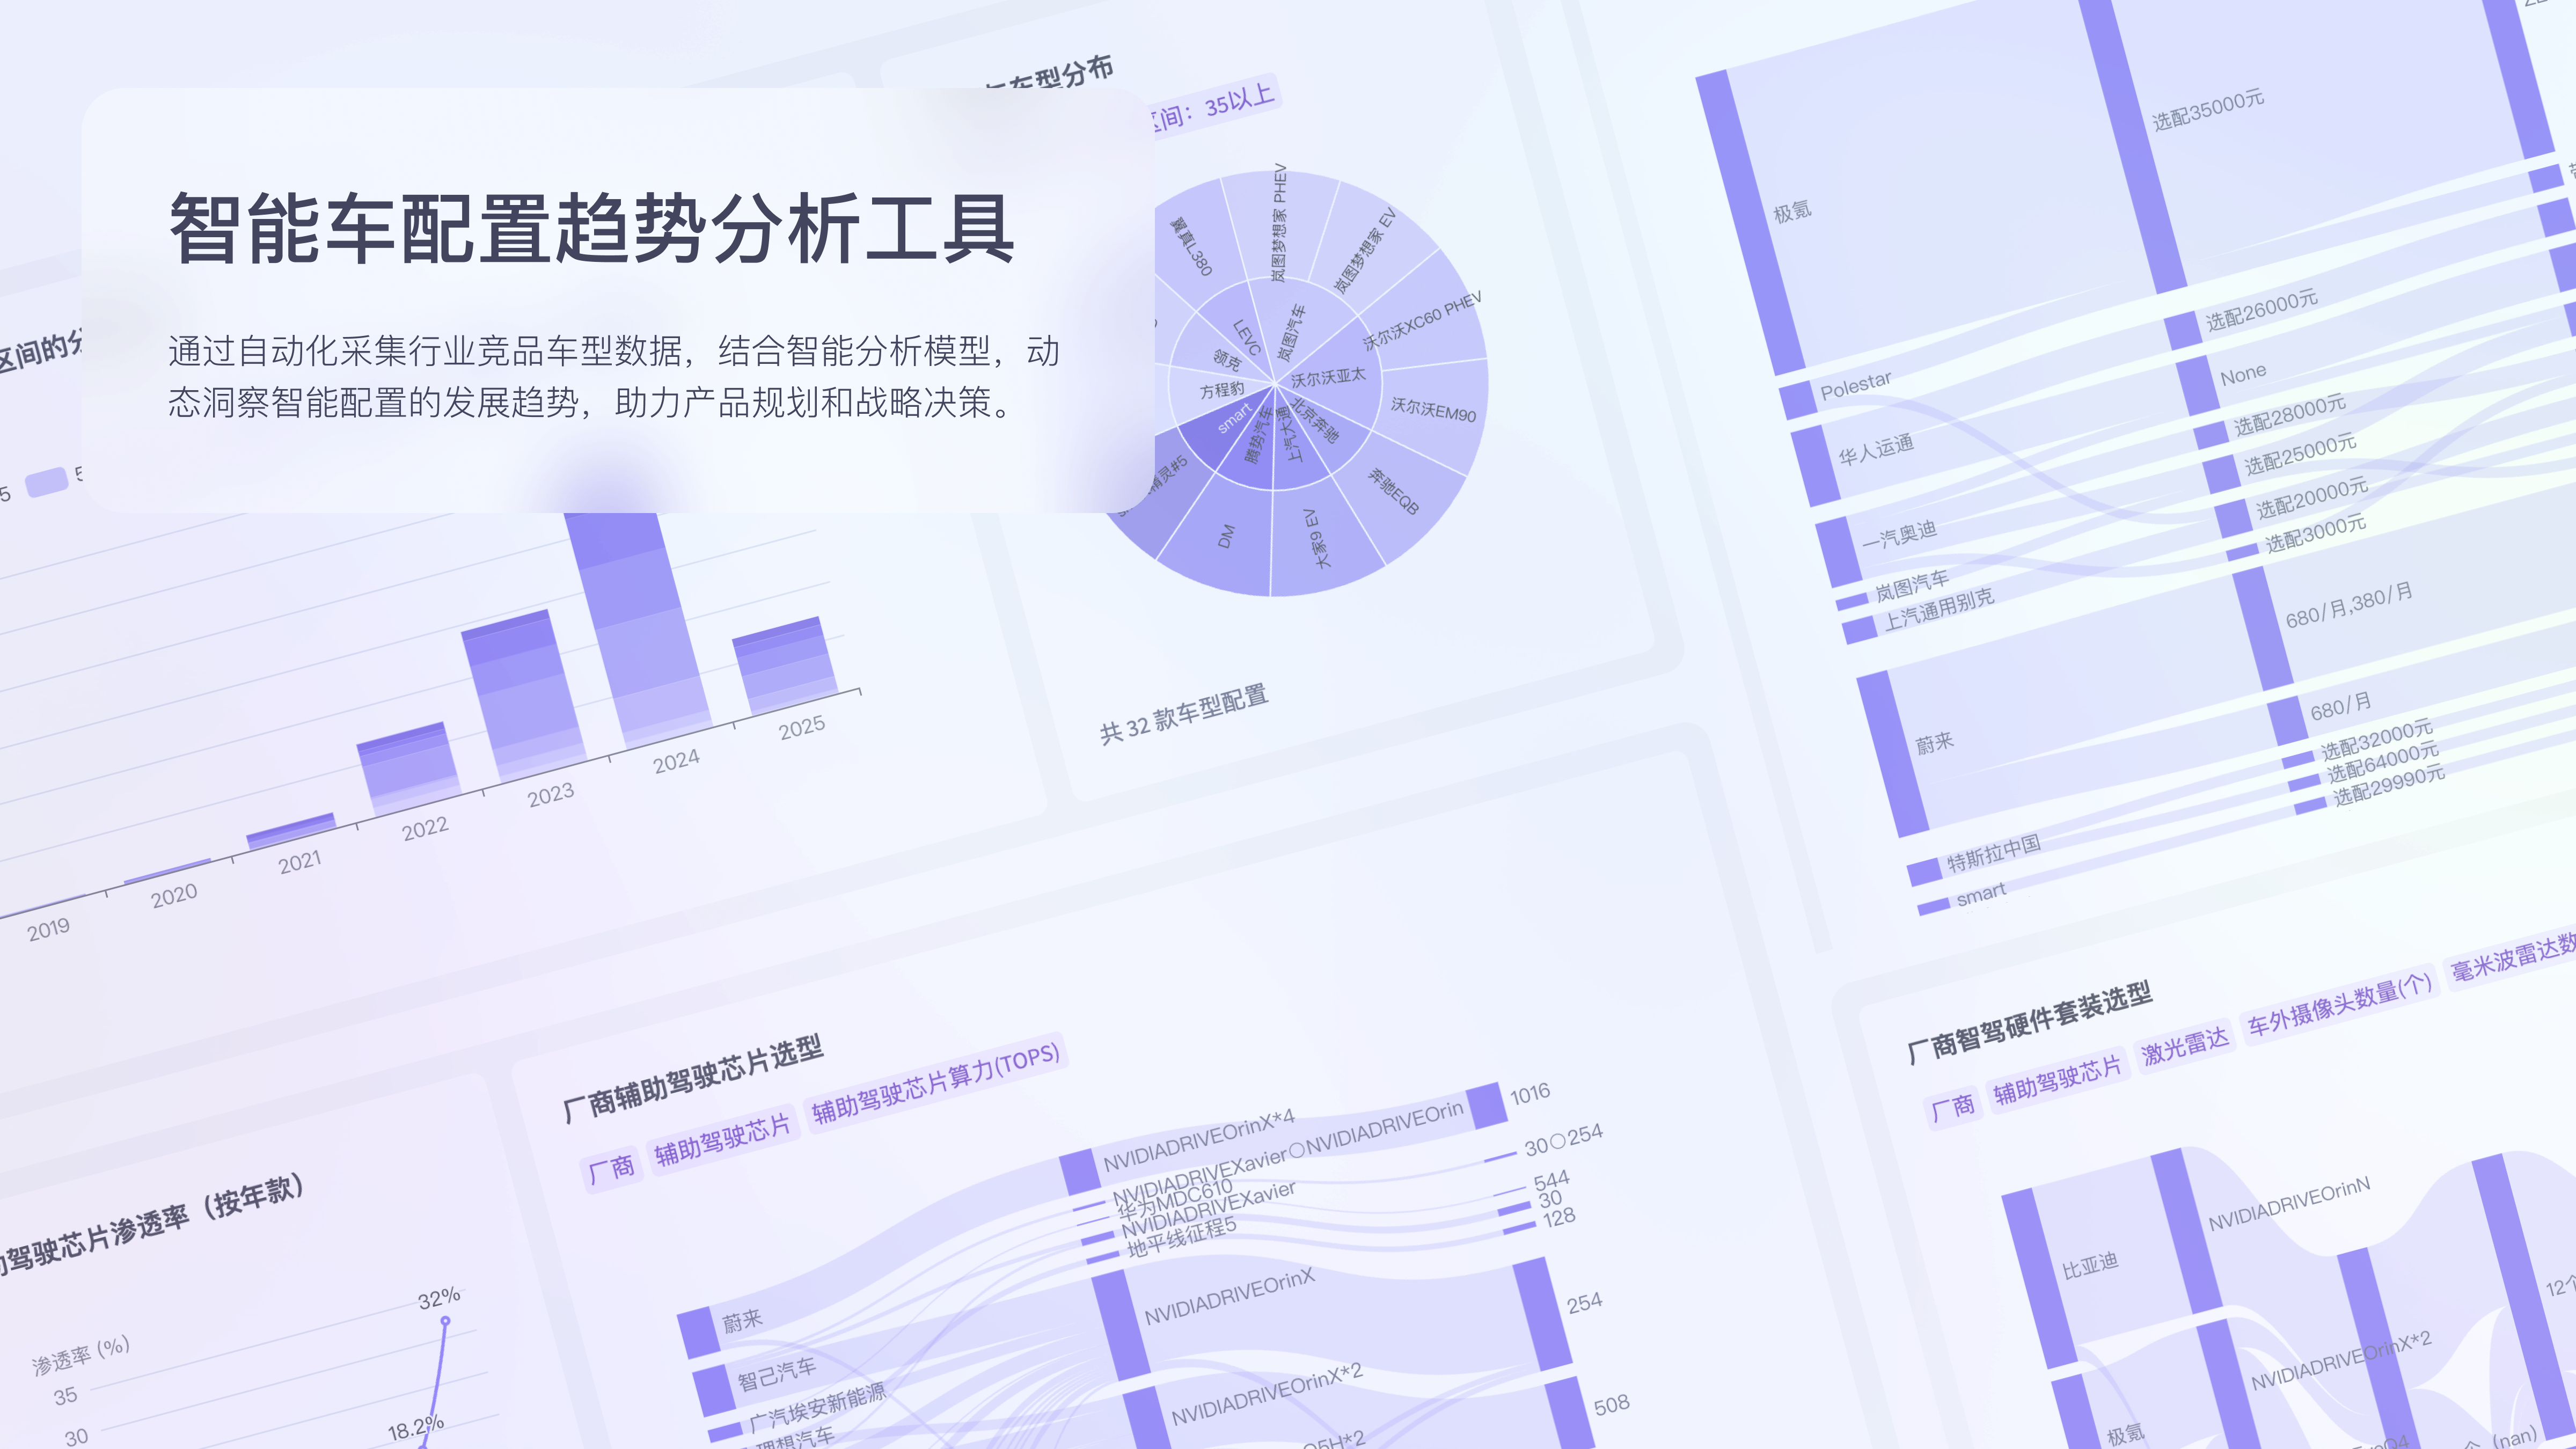 智能车配置趋势分析工具
通过自动化采集行业竞品车型数据，结合智能分析模型，动
态洞察智能配置的发展趋势，助力产品规划和战略决策。
区间的
2019
2020
2021
2022
2023
2024
2025
车型分布
区间：35以上
翼真L380
岚图梦想家 PHEV
岚图梦想家 EV
沃尔沃XC60 PHEV
沃尔沃EM90
奔驰EQB
大家9 EV
DM
精灵#5
LEVC
岚图汽车
沃尔沃亚太
北京奔驰
上汽大通
腾势汽车
smart
方程豹
领克
共 32 款车型配置
极氪
Polestar
华人运通
一汽奥迪
岚图汽车
上汽通用别克
蔚来
特斯拉中国
smart
选配35000元
选配26000元
None
选配28000元
选配25000元
选配20000元
选配3000元
680/月,380/月
680/月
选配32000元
选配64000元
选配29990元
驾驶芯片渗透率（按年款）
渗透率 (%)
35
30
32%
18.2%
厂商辅助驾驶芯片选型
厂商 辅助驾驶芯片 辅助驾驶芯片算力(TOPS)
蔚来
智己汽车
广汽埃安新能源
理想汽车
NVIDIADRIVEOrinX*4
NVIDIADRIVEXavier○NVIDIADRIVEOrin
华为MDC610
NVIDIADRIVEXavier
地平线征程5
NVIDIADRIVEOrinX
NVIDIADRIVEOrinX*2
1016
30○254
544
30
128
254
508
厂商智驾硬件套装选型
厂商 辅助驾驶芯片 激光雷达 车外摄像头数量(个) 毫米波雷达数
比亚迪
极氪
NVIDIADRIVEOrinN
NVIDIADRIVEOrinX*2
(nan)